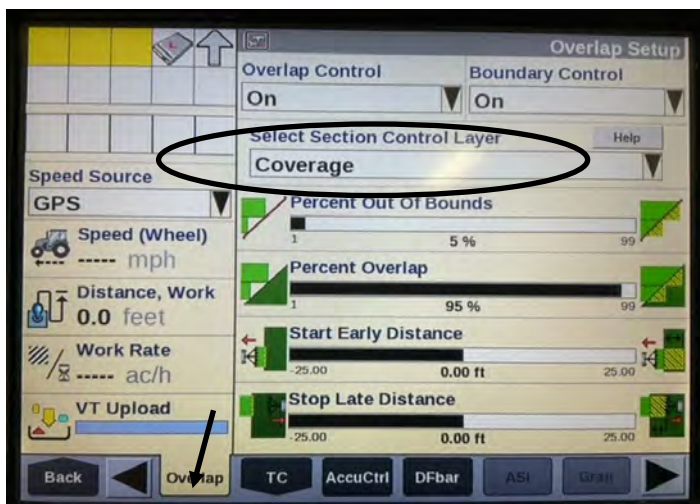 Overlap Setup
Overlap Control
Boundary Control
On
On
Select Section Control Layer
Help
Coverage
Speed Source
GPS
Speed (Wheel)
----- mph
Distance, Work
0.0 feet
Work Rate
----- ac/h
VT Upload
Percent Out Of Bounds
1
5 %
99
Percent Overlap
1
95 %
99
Start Early Distance
-25.00
0.00 ft
25.00
Stop Late Distance
-25.00
0.00 ft
25.00
Back
Overlap
TC
AccuCtrl
DFbar
ASI